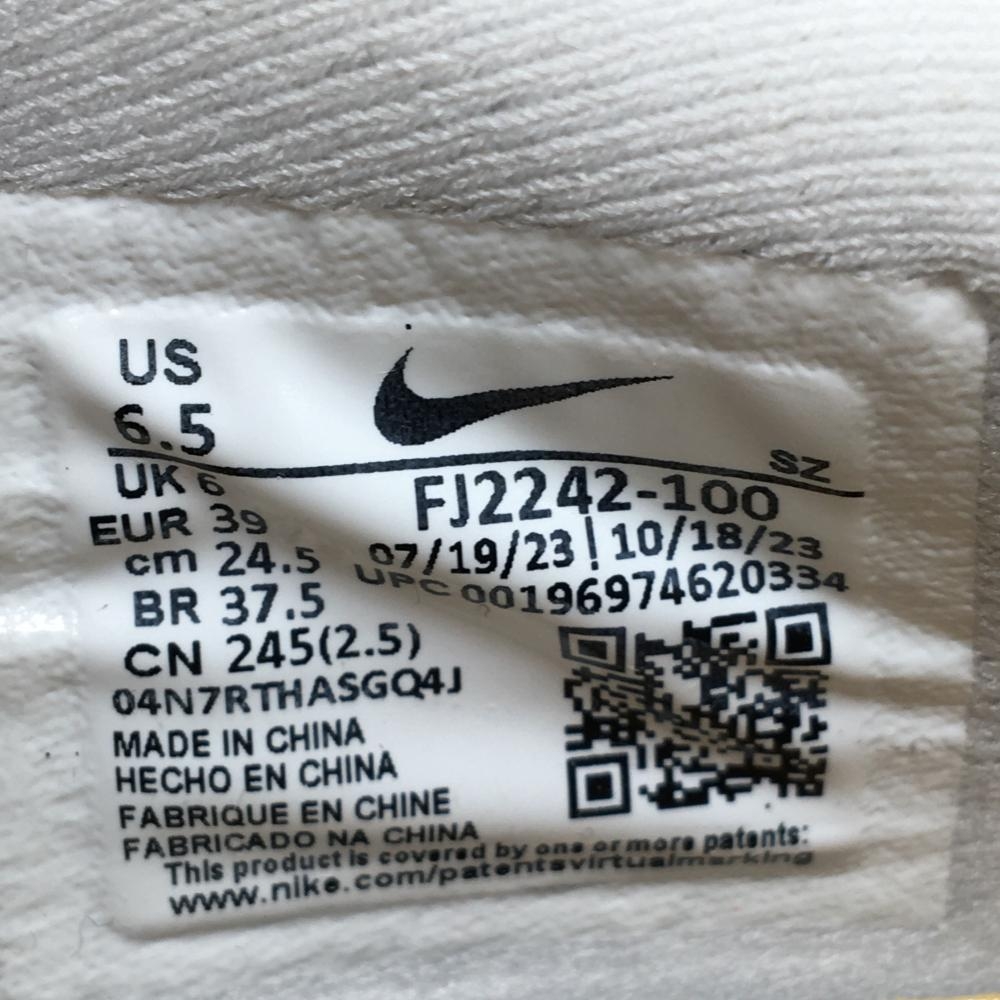 US
6.5
SZ
UK 6
FJ2242-100
EUR 39
07/19/23 | 10/18/23
cm 24.5
UPC 00196974620334
BR 37.5
CN 245(2.5)
04N7RTHASGQ4J
MADE IN CHINA
HECHO EN CHINA
FABRIQUE EN CHINE
FABRICADO NA CHINA
This product is covered by one or more patents:
www.nike.com/patentsvirtualmarking